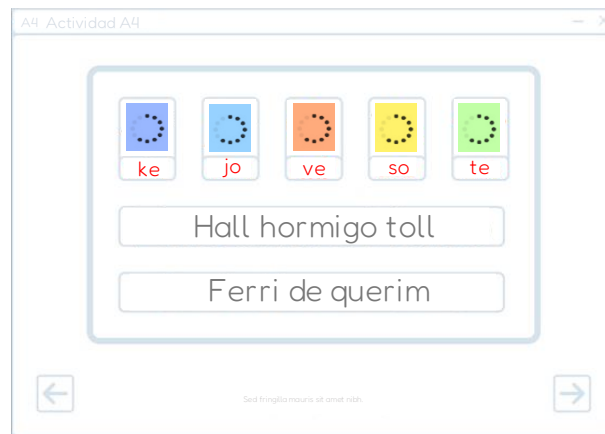 A4 Actividad A4
ke jo ve so te
Hall hormigo toll
Ferri de querim
Sed fringilla mauris sit amet nibh